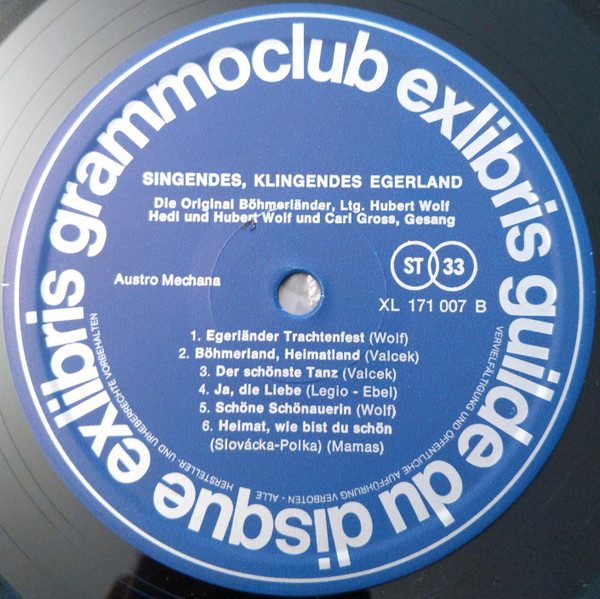 exlibris grammoclub exlibris guilde du disque
SINGENDES, KLINGENDES EGERLAND
Die Original Böhmerländer, Ltg. Hubert Wolf
Hedi und Hubert Wolf und Carl Gross, Gesang
Austro Mechana
ST 33
XL 171 007 B
1. Egerländer Trachtenfest (Wolf)
2. Böhmerland, Heimatland (Valcek)
3. Der schönste Tanz (Valcek)
4. Ja, die Liebe (Legio - Ebel)
5. Schöne Schönauerin (Wolf)
6. Heimat, wie bist du schön
(Slovácka-Polka) (Mamas)
VERVIELFÄLTIGUNG UND ÖFFENTLICHE AUFFÜHRUNG VERBOTEN · ALLE HERSTELLER- UND URHEBERRECHTE VORBEHALTEN